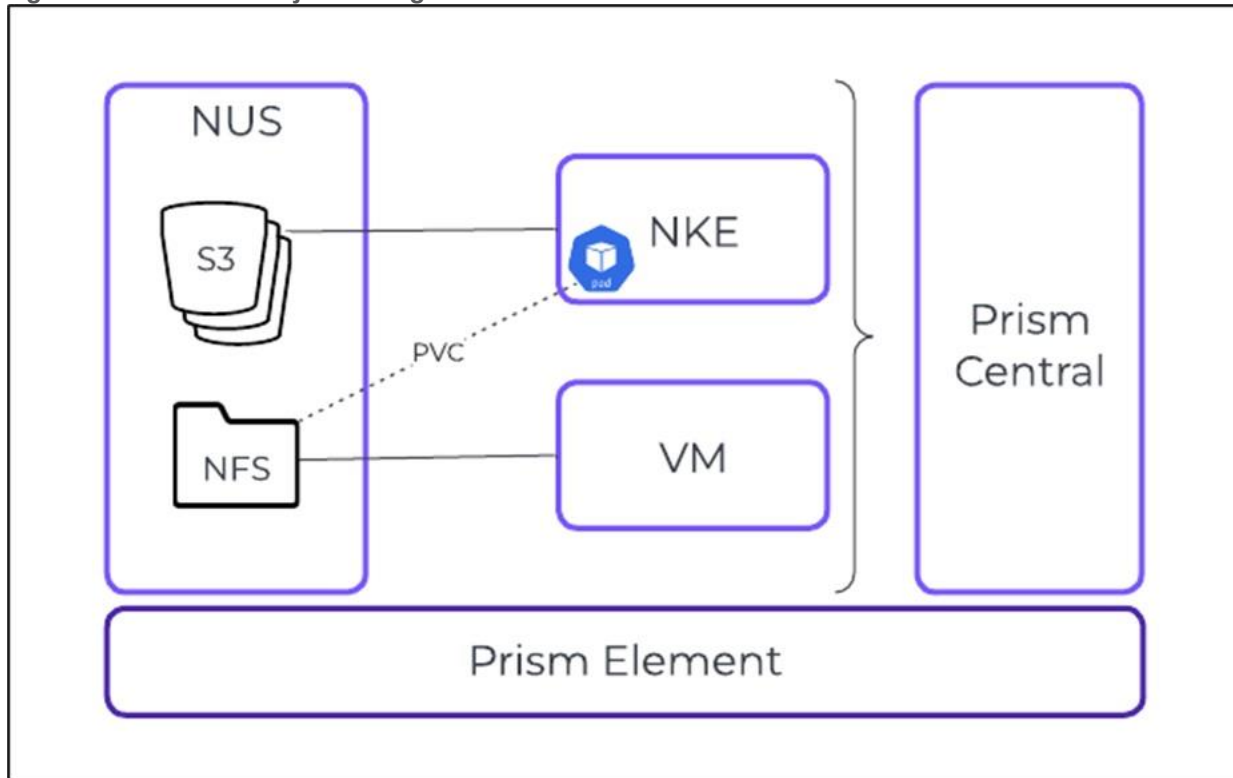 NUS
S3
NKE
pod
PVC
NFS
VM
Prism
Central
Prism Element